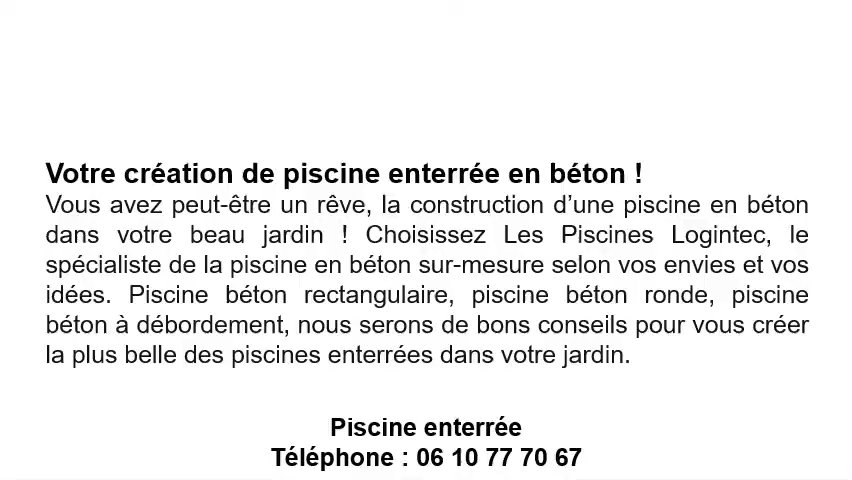 Votre création de piscine enterrée en béton !
Vous avez peut-être un rêve, la construction d’une piscine en béton
dans votre beau jardin ! Choisissez Les Piscines Logintec, le
spécialiste de la piscine en béton sur-mesure selon vos envies et vos
idées. Piscine béton rectangulaire, piscine béton ronde, piscine
béton à débordement, nous serons de bons conseils pour vous créer
la plus belle des piscines enterrées dans votre jardin.
Piscine enterrée
Téléphone : 06 10 77 70 67